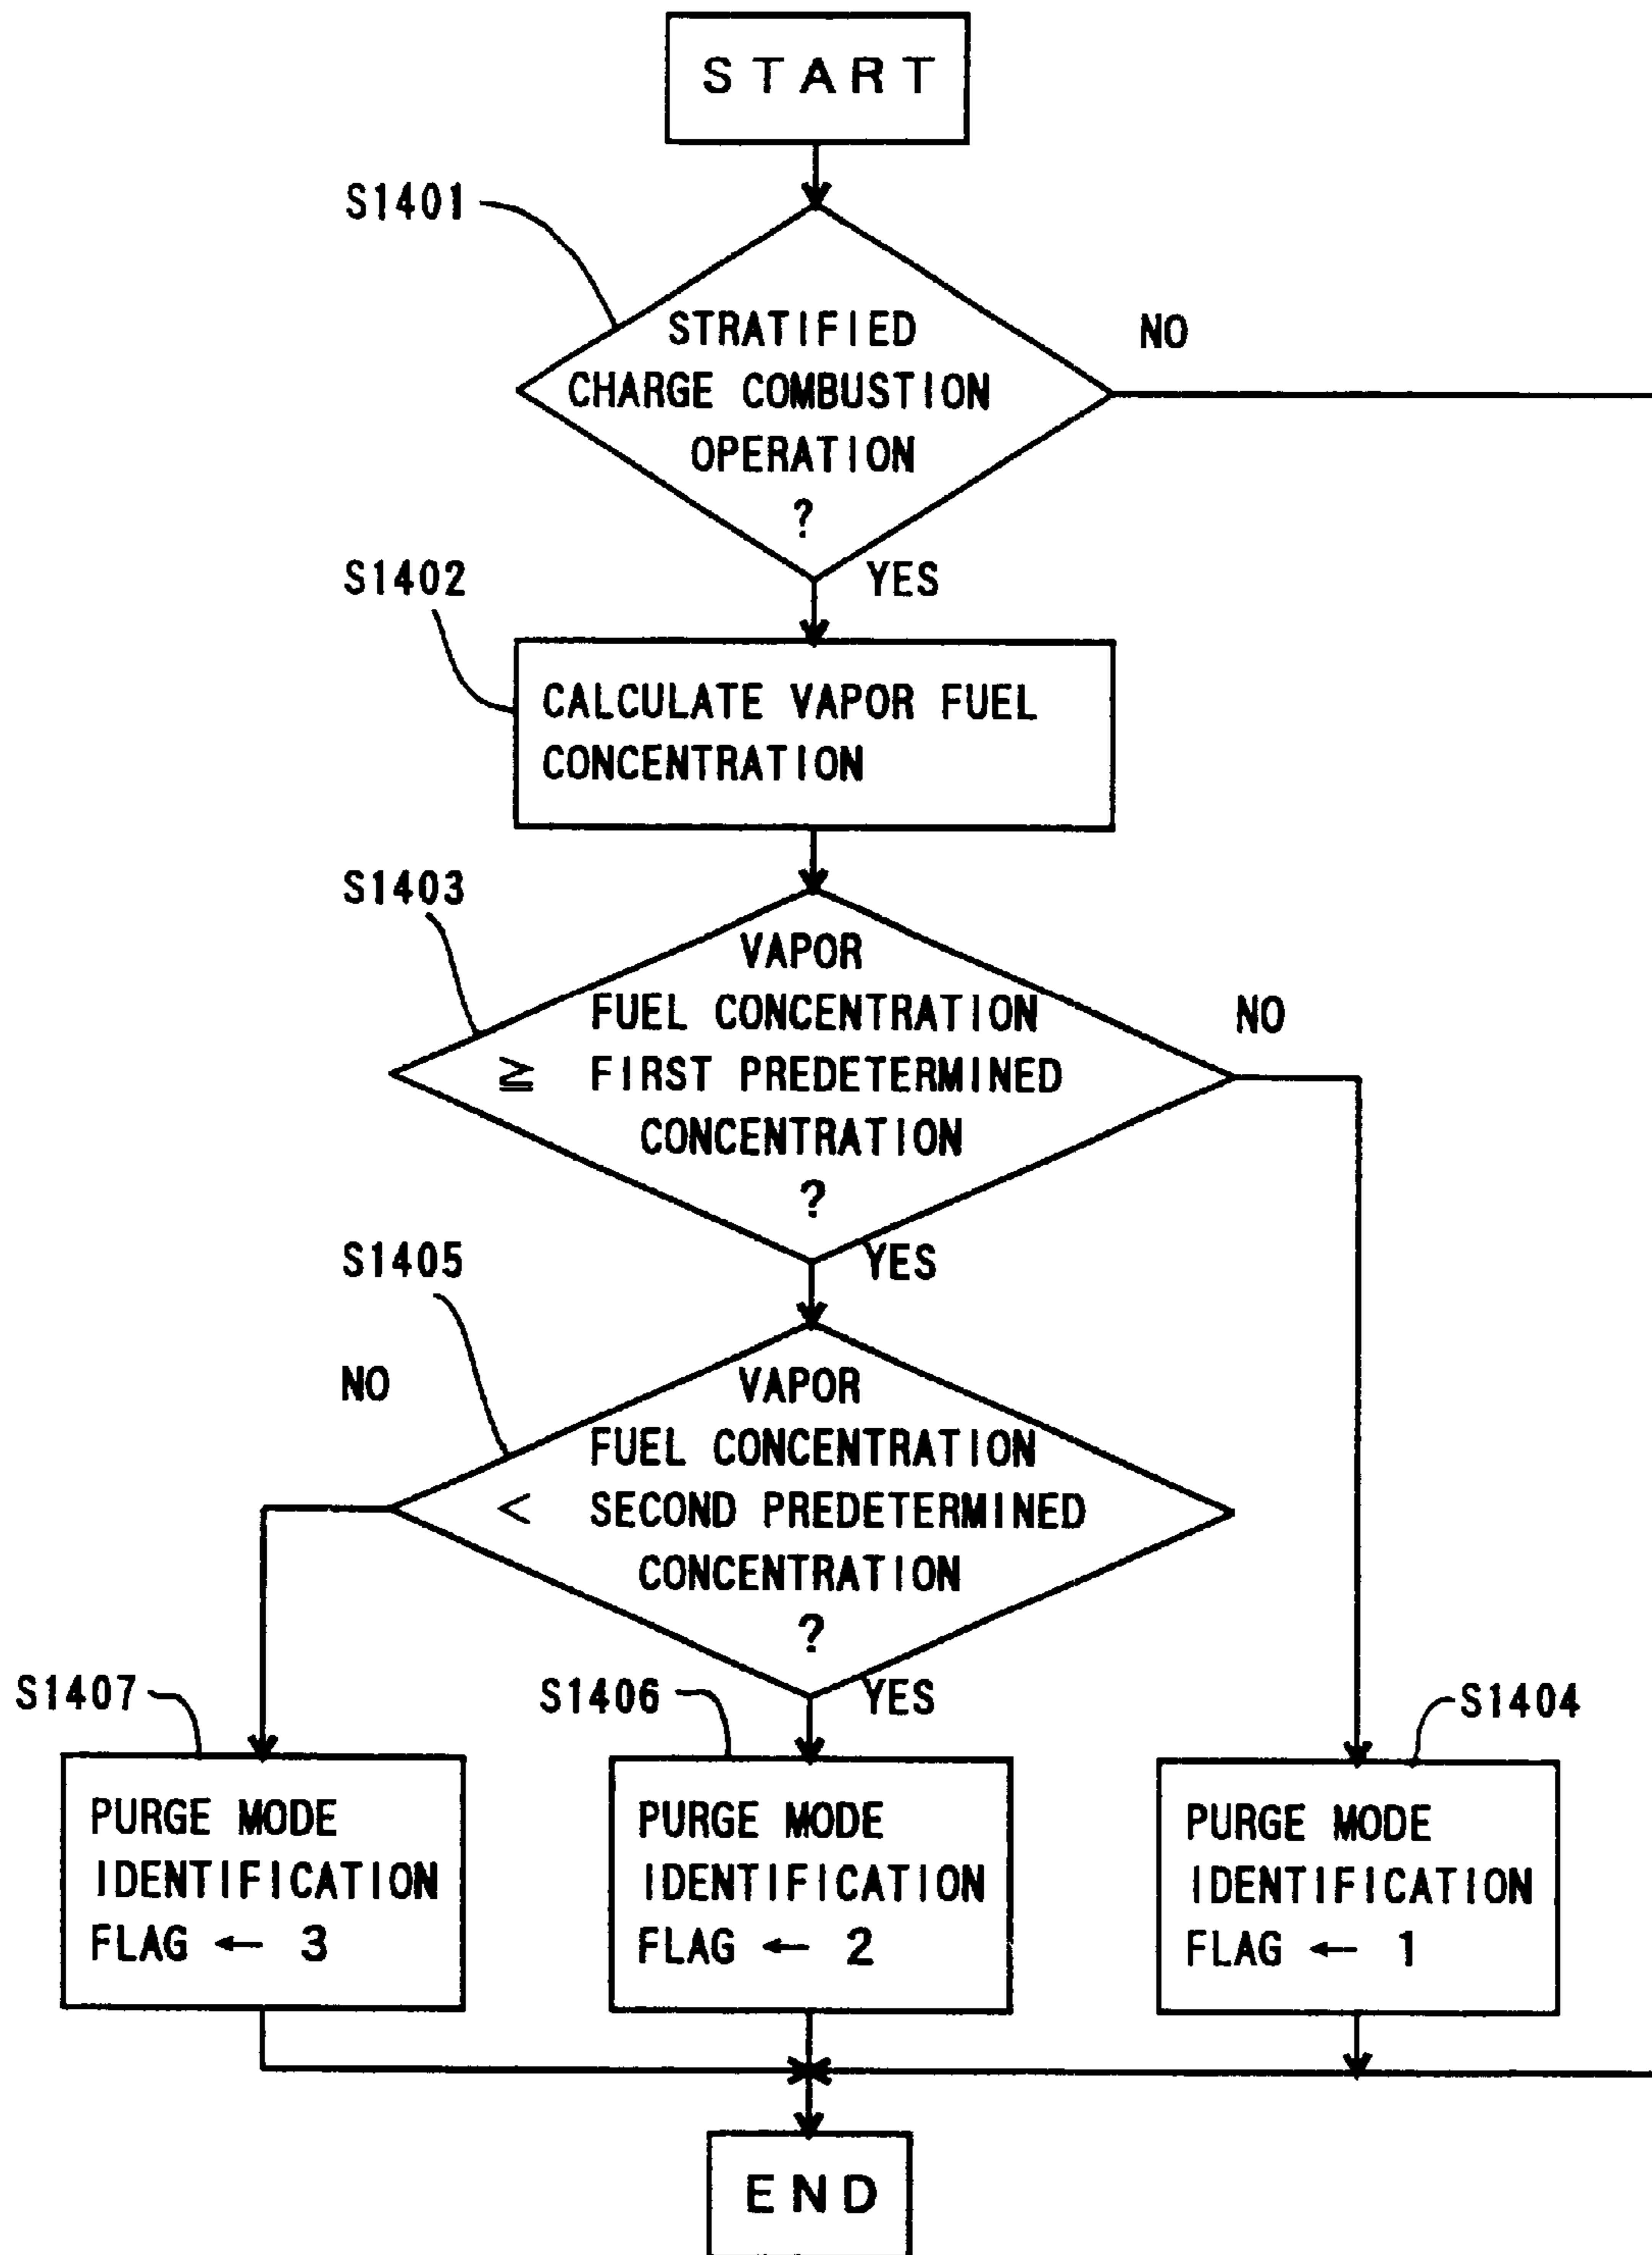 START
S1401
STRATIFIED
CHARGE COMBUSTION
OPERATION
?
NO
YES
S1402
CALCULATE VAPOR FUEL
CONCENTRATION
S1403
VAPOR
FUEL CONCENTRATION
≧ FIRST PREDETERMINED
CONCENTRATION
?
NO
YES
S1405
VAPOR
FUEL CONCENTRATION
< SECOND PREDETERMINED
CONCENTRATION
?
NO
YES
S1407
PURGE MODE
IDENTIFICATION
FLAG ← 3
S1406
PURGE MODE
IDENTIFICATION
FLAG ← 2
S1404
PURGE MODE
IDENTIFICATION
FLAG ← 1
END